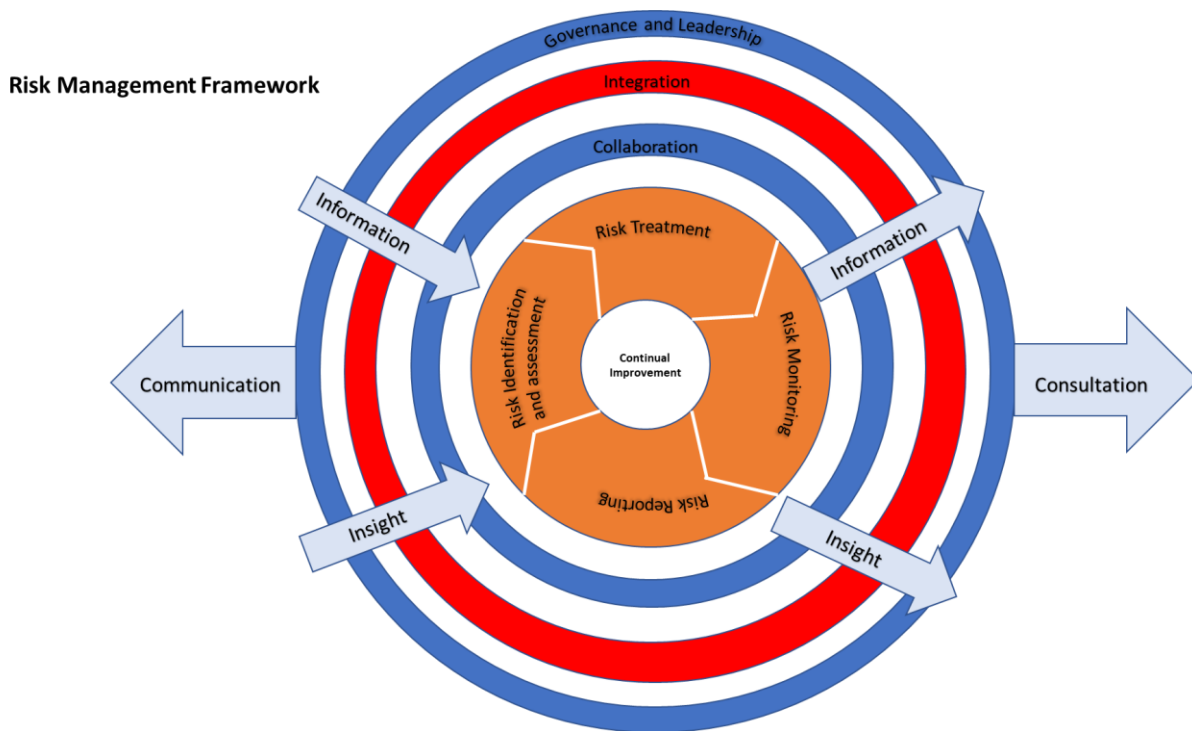 Governance and Leadership
Risk Management Framework
Integration
Collaboration
Information
Information
Risk Treatment
Risk Identification
and assessment
Risk Monitoring
Continual
Improvement
Communication
Consultation
Risk Reporting
Insight
Insight